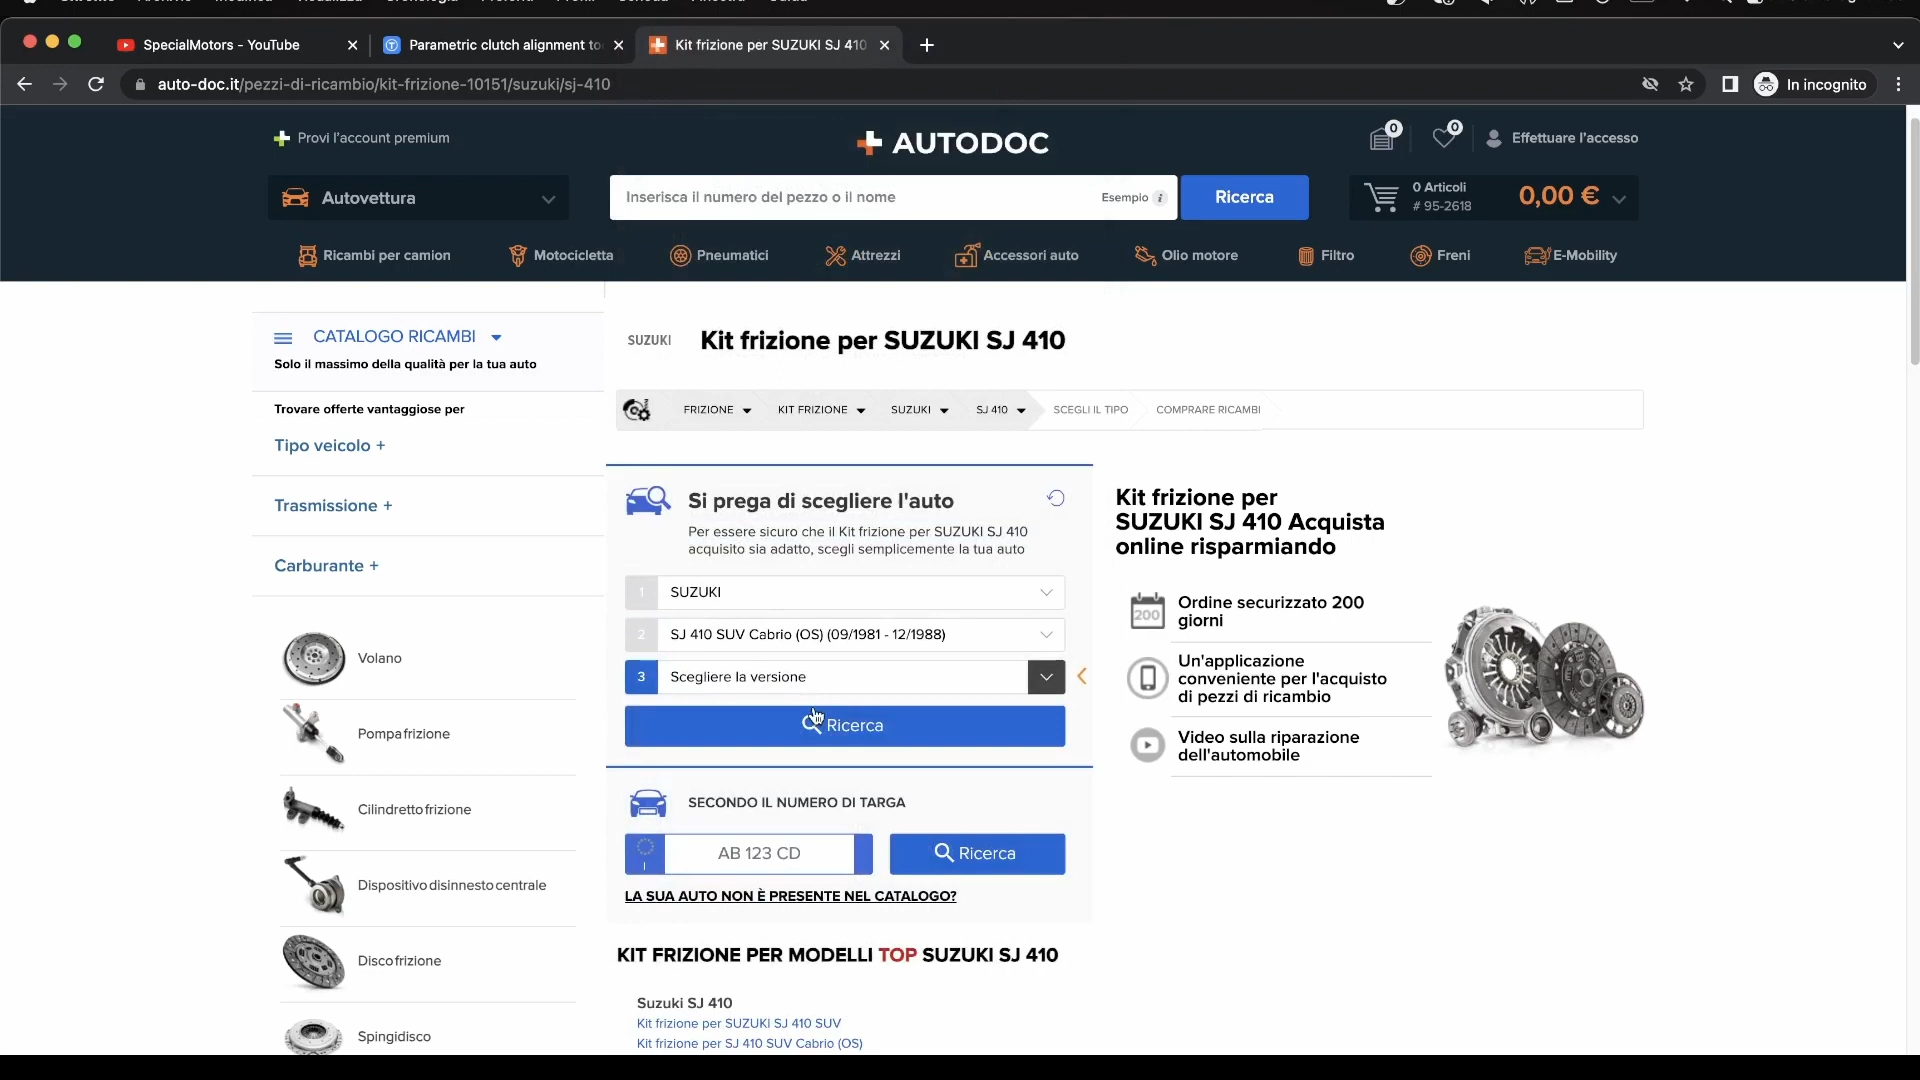 SpecialMotors - YouTube
Parametric clutch alignment to
Kit frizione per SUZUKI SJ 410
auto-doc.it/pezzi-di-ricambio/kit-frizione-10151/suzuki/sj-410
In incognito
Provi l'account premium
AUTODOC
0
0
Effettuare l'accesso
Autovettura
Inserisca il numero del pezzo o il nome
Esempio i
Ricerca
0 Articoli
# 95-2618
0,00 €
Ricambi per camion
Motocicletta
Pneumatici
Attrezzi
Accessori auto
Olio motore
Filtro
Freni
E-Mobility
CATALOGO RICAMBI
Solo il massimo della qualità per la tua auto
Trovare offerte vantaggiose per
Tipo veicolo +
Trasmissione +
Carburante +
Volano
Pompa frizione
Cilindretto frizione
Dispositivo disinnesto centrale
Disco frizione
Spingidisco
SUZUKI
Kit frizione per SUZUKI SJ 410
FRIZIONE
KIT FRIZIONE
SUZUKI
SJ 410
SCEGLI IL TIPO
COMPRARE RICAMBI
Si prega di scegliere l'auto
Per essere sicuro che il Kit frizione per SUZUKI SJ 410
acquisito sia adatto, scegli semplicemente la tua auto
1 SUZUKI
2 SJ 410 SUV Cabrio (OS) (09/1981 - 12/1988)
3 Scegliere la versione
Ricerca
SECONDO IL NUMERO DI TARGA
I
AB 123 CD
Ricerca
LA SUA AUTO NON È PRESENTE NEL CATALOGO?
KIT FRIZIONE PER MODELLI TOP SUZUKI SJ 410
Suzuki SJ 410
Kit frizione per SUZUKI SJ 410 SUV
Kit frizione per SJ 410 SUV Cabrio (OS)
Kit frizione per
SUZUKI SJ 410 Acquista
online risparmiando
200
Ordine securizzato 200
giorni
Un'applicazione
conveniente per l'acquisto
di pezzi di ricambio
Video sulla riparazione
dell'automobile